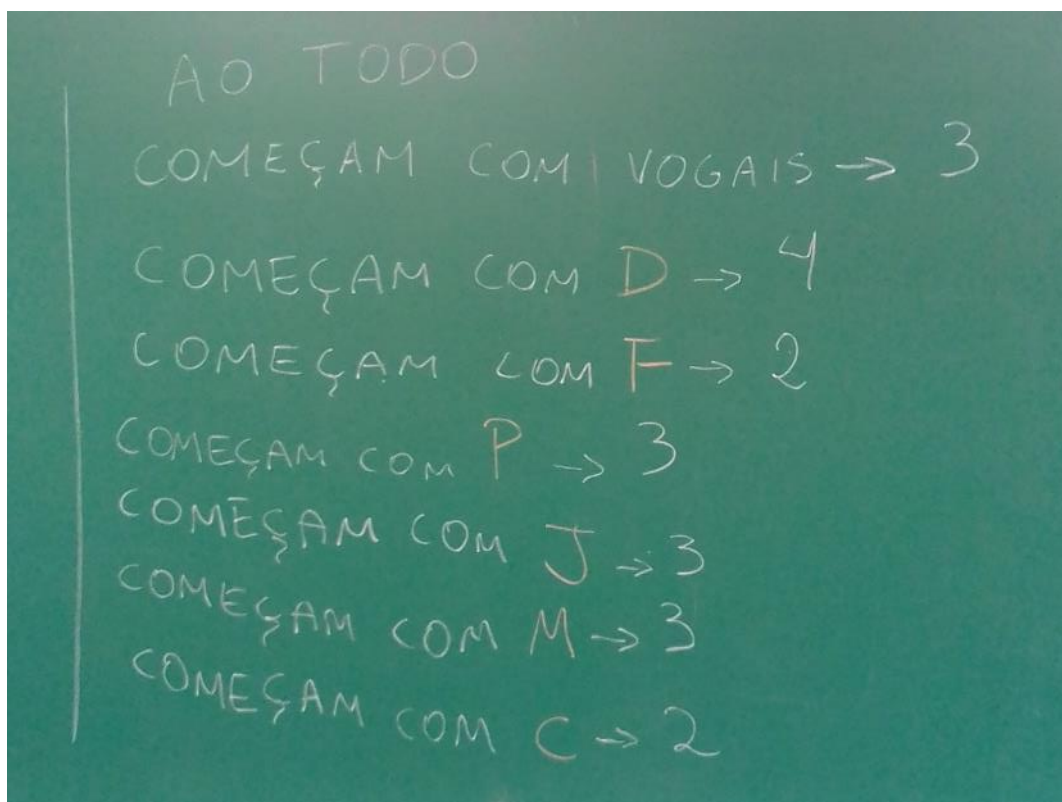 AO TODO
COMEÇAM COM VOGAIS → 3
COMEÇAM COM D → 4
COMEÇAM COM F → 2
COMEÇAM COM P → 3
COMEÇAM COM J → 3
COMEÇAM COM M → 3
COMEÇAM COM C → 2